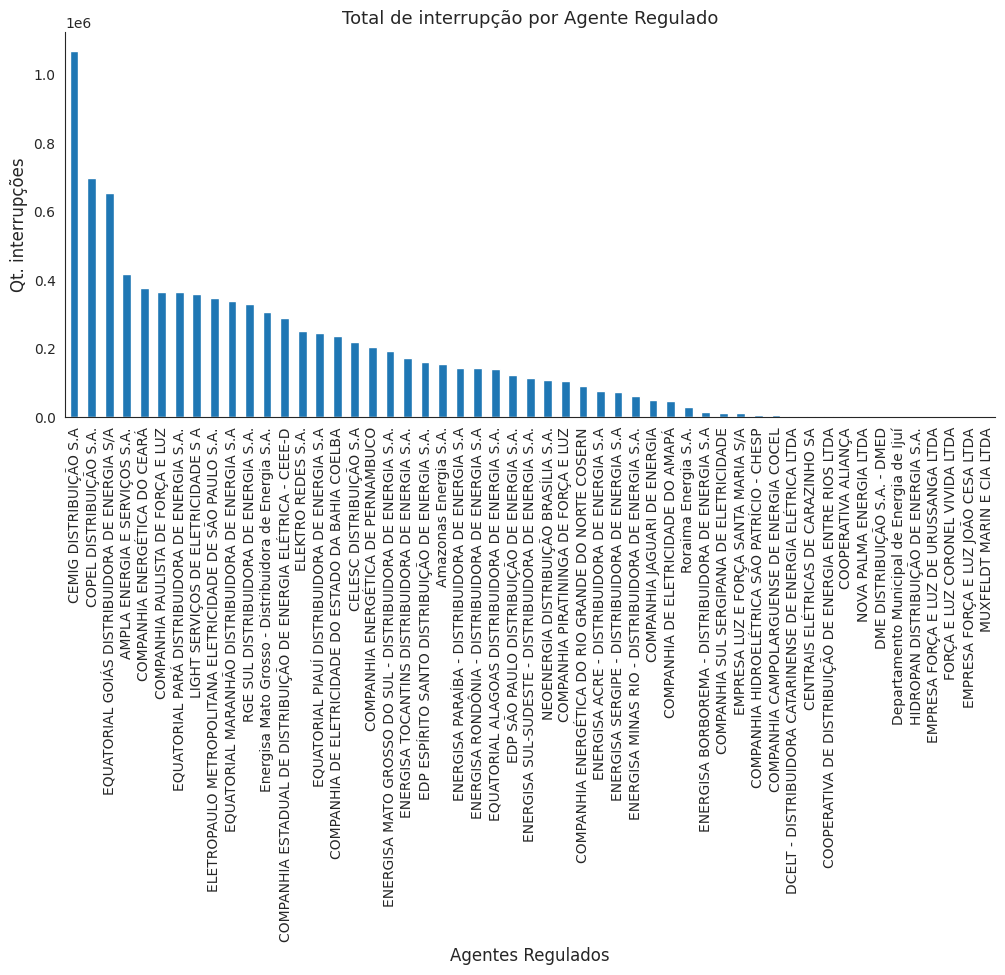 Total de interrupção por Agente Regulado
1e6
1.0
0.8
0.6
0.4
0.2
0.0
Qt. interrupções
CEMIG DISTRIBUIÇÃO S.A
COPEL DISTRIBUIÇÃO S.A.
EQUATORIAL GOIÁS DISTRIBUIDORA DE ENERGIA S/A
AMPLA ENERGIA E SERVIÇOS S.A.
COMPANHIA ENERGÉTICA DO CEARÁ
COMPANHIA PAULISTA DE FORÇA E LUZ
EQUATORIAL PARÁ DISTRIBUIDORA DE ENERGIA S.A.
LIGHT SERVIÇOS DE ELETRICIDADE S A
ELETROPAULO METROPOLITANA ELETRICIDADE DE SÃO PAULO S.A.
EQUATORIAL MARANHÃO DISTRIBUIDORA DE ENERGIA S.A
RGE SUL DISTRIBUIDORA DE ENERGIA S.A.
Energisa Mato Grosso - Distribuidora de Energia S.A.
COMPANHIA ESTADUAL DE DISTRIBUIÇÃO DE ENERGIA ELÉTRICA - CEEE-D
ELEKTRO REDES S.A.
EQUATORIAL PIAUÍ DISTRIBUIDORA DE ENERGIA S.A
COMPANHIA DE ELETRICIDADE DO ESTADO DA BAHIA COELBA
CELESC DISTRIBUIÇÃO S.A
COMPANHIA ENERGÉTICA DE PERNAMBUCO
ENERGISA MATO GROSSO DO SUL - DISTRIBUIDORA DE ENERGIA S.A.
ENERGISA TOCANTINS DISTRIBUIDORA DE ENERGIA S.A.
EDP ESPÍRITO SANTO DISTRIBUIÇÃO DE ENERGIA S.A.
Amazonas Energia S.A.
ENERGISA PARAÍBA - DISTRIBUIDORA DE ENERGIA S.A
ENERGISA RONDÔNIA - DISTRIBUIDORA DE ENERGIA S.A.
EQUATORIAL ALAGOAS DISTRIBUIDORA DE ENERGIA S.A.
EDP SÃO PAULO DISTRIBUIÇÃO DE ENERGIA S.A.
ENERGISA SUL-SUDESTE - DISTRIBUIDORA DE ENERGIA S.A.
NEOENERGIA DISTRIBUIÇÃO BRASÍLIA S.A.
COMPANHIA PIRATININGA DE FORÇA E LUZ
COMPANHIA ENERGÉTICA DO RIO GRANDE DO NORTE COSERN
ENERGISA ACRE - DISTRIBUIDORA DE ENERGIA S.A
ENERGISA SERGIPE - DISTRIBUIDORA DE ENERGIA S.A
ENERGISA MINAS RIO - DISTRIBUIDORA DE ENERGIA S.A.
COMPANHIA JAGUARI DE ENERGIA
COMPANHIA DE ELETRICIDADE DO AMAPÁ
Roraima Energia S.A.
ENERGISA BORBOREMA - DISTRIBUIDORA DE ENERGIA S.A
COMPANHIA SUL SERGIPANA DE ELETRICIDADE
EMPRESA LUZ E FORÇA SANTA MARIA S/A
COMPANHIA HIDROELÉTRICA SÃO PATRÍCIO - CHESP
COMPANHIA CAMPOLARGUENSE DE ENERGIA COCEL
DCELT - DISTRIBUIDORA CATARINENSE DE ENERGIA ELÉTRICA LTDA
CENTRAIS ELÉTRICAS DE CARAZINHO SA
COOPERATIVA DE DISTRIBUIÇÃO DE ENERGIA ENTRE RIOS LTDA
COOPERATIVA ALIANÇA
NOVA PALMA ENERGIA LTDA
DME DISTRIBUIÇÃO S.A. - DMED
Departamento Municipal de Energia de Ijuí
HIDROPAN DISTRIBUIÇÃO DE ENERGIA S.A.
EMPRESA FORÇA E LUZ DE URUSSANGA LTDA
FORÇA E LUZ CORONEL VIVIDA LTDA
EMPRESA FORÇA E LUZ JOÃO CESA LTDA
MUXFELDT MARIN E CIA LTDA
Agentes Regulados